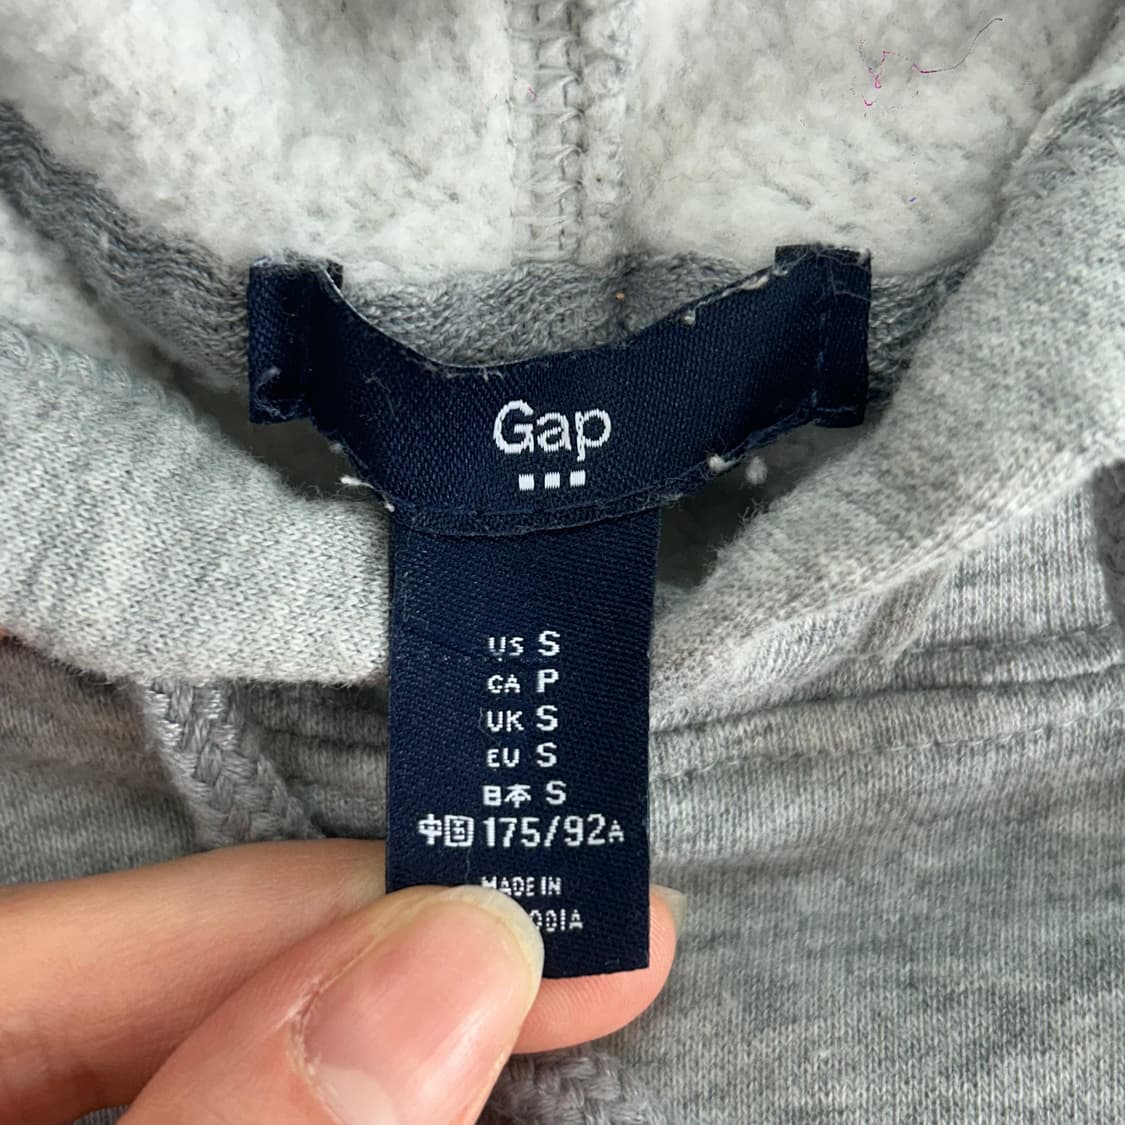 Gap
US S
CA P
UK S
EU S
日本 S
中国 175/92A
MADE IN